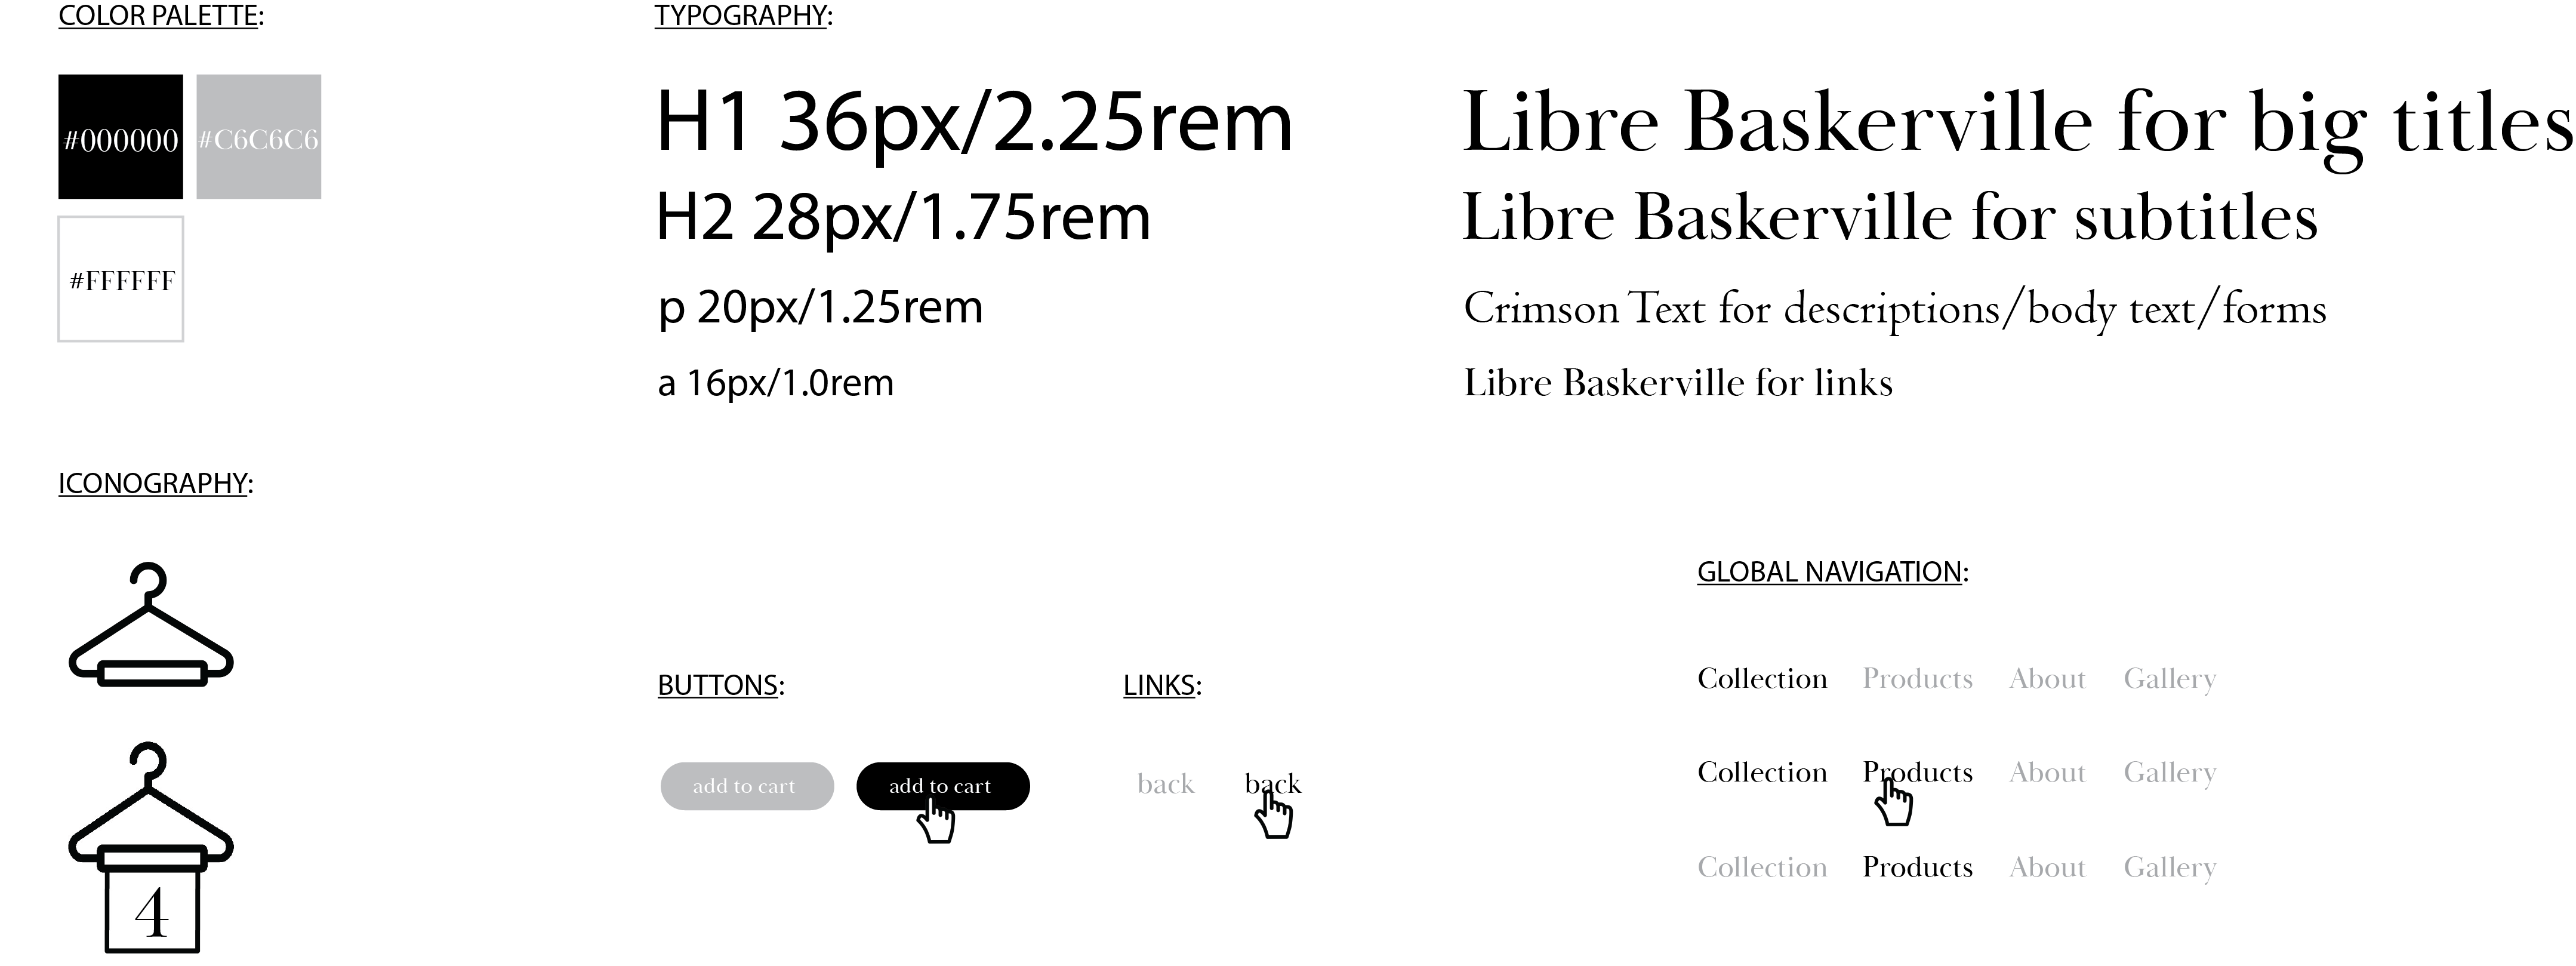 COLOR PALETTE:
#000000
#C6C6C6
#FFFFFF
TYPOGRAPHY:
H1 36px/2.25rem
Libre Baskerville for big titles
H2 28px/1.75rem
Libre Baskerville for subtitles
p 20px/1.25rem
Crimson Text for descriptions/body text/forms
a 16px/1.0rem
Libre Baskerville for links
ICONOGRAPHY:
4
BUTTONS:
add to cart
add to cart
LINKS:
back
back
GLOBAL NAVIGATION:
Collection Products About Gallery
Collection Products About Gallery
Collection Products About Gallery